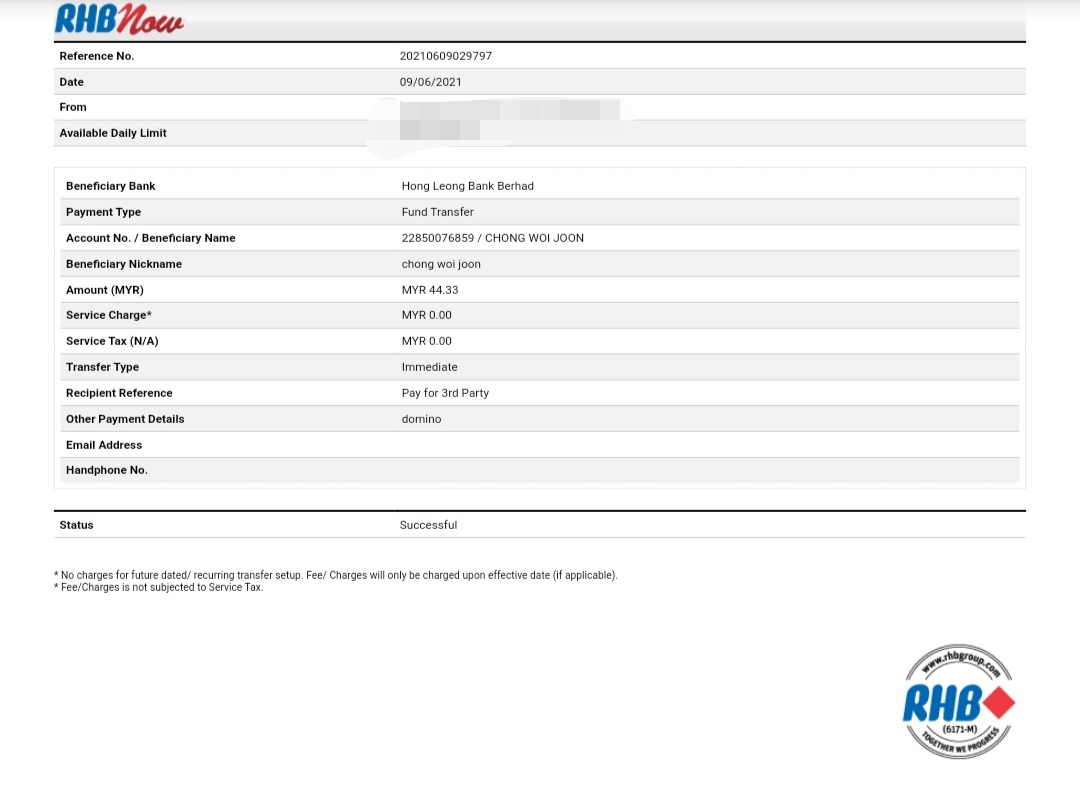 RHBNow
Reference No. 20210609029797
Date 09/06/2021
From
Available Daily Limit
Beneficiary Bank Hong Leong Bank Berhad
Payment Type Fund Transfer
Account No. / Beneficiary Name 22850076859 / CHONG WOI JOON
Beneficiary Nickname chong woi joon
Amount (MYR) MYR 44.33
Service Charge* MYR 0.00
Service Tax (N/A) MYR 0.00
Transfer Type Immediate
Recipient Reference Pay for 3rd Party
Other Payment Details domino
Email Address
Handphone No.
Status Successful
* No charges for future dated/ recurring transfer setup. Fee/ Charges will only be charged upon effective date (if applicable).
* Fee/Charges is not subjected to Service Tax.
www.rhbgroup.com
RHB
(6171-M)
TOGETHER WE PROGRESS